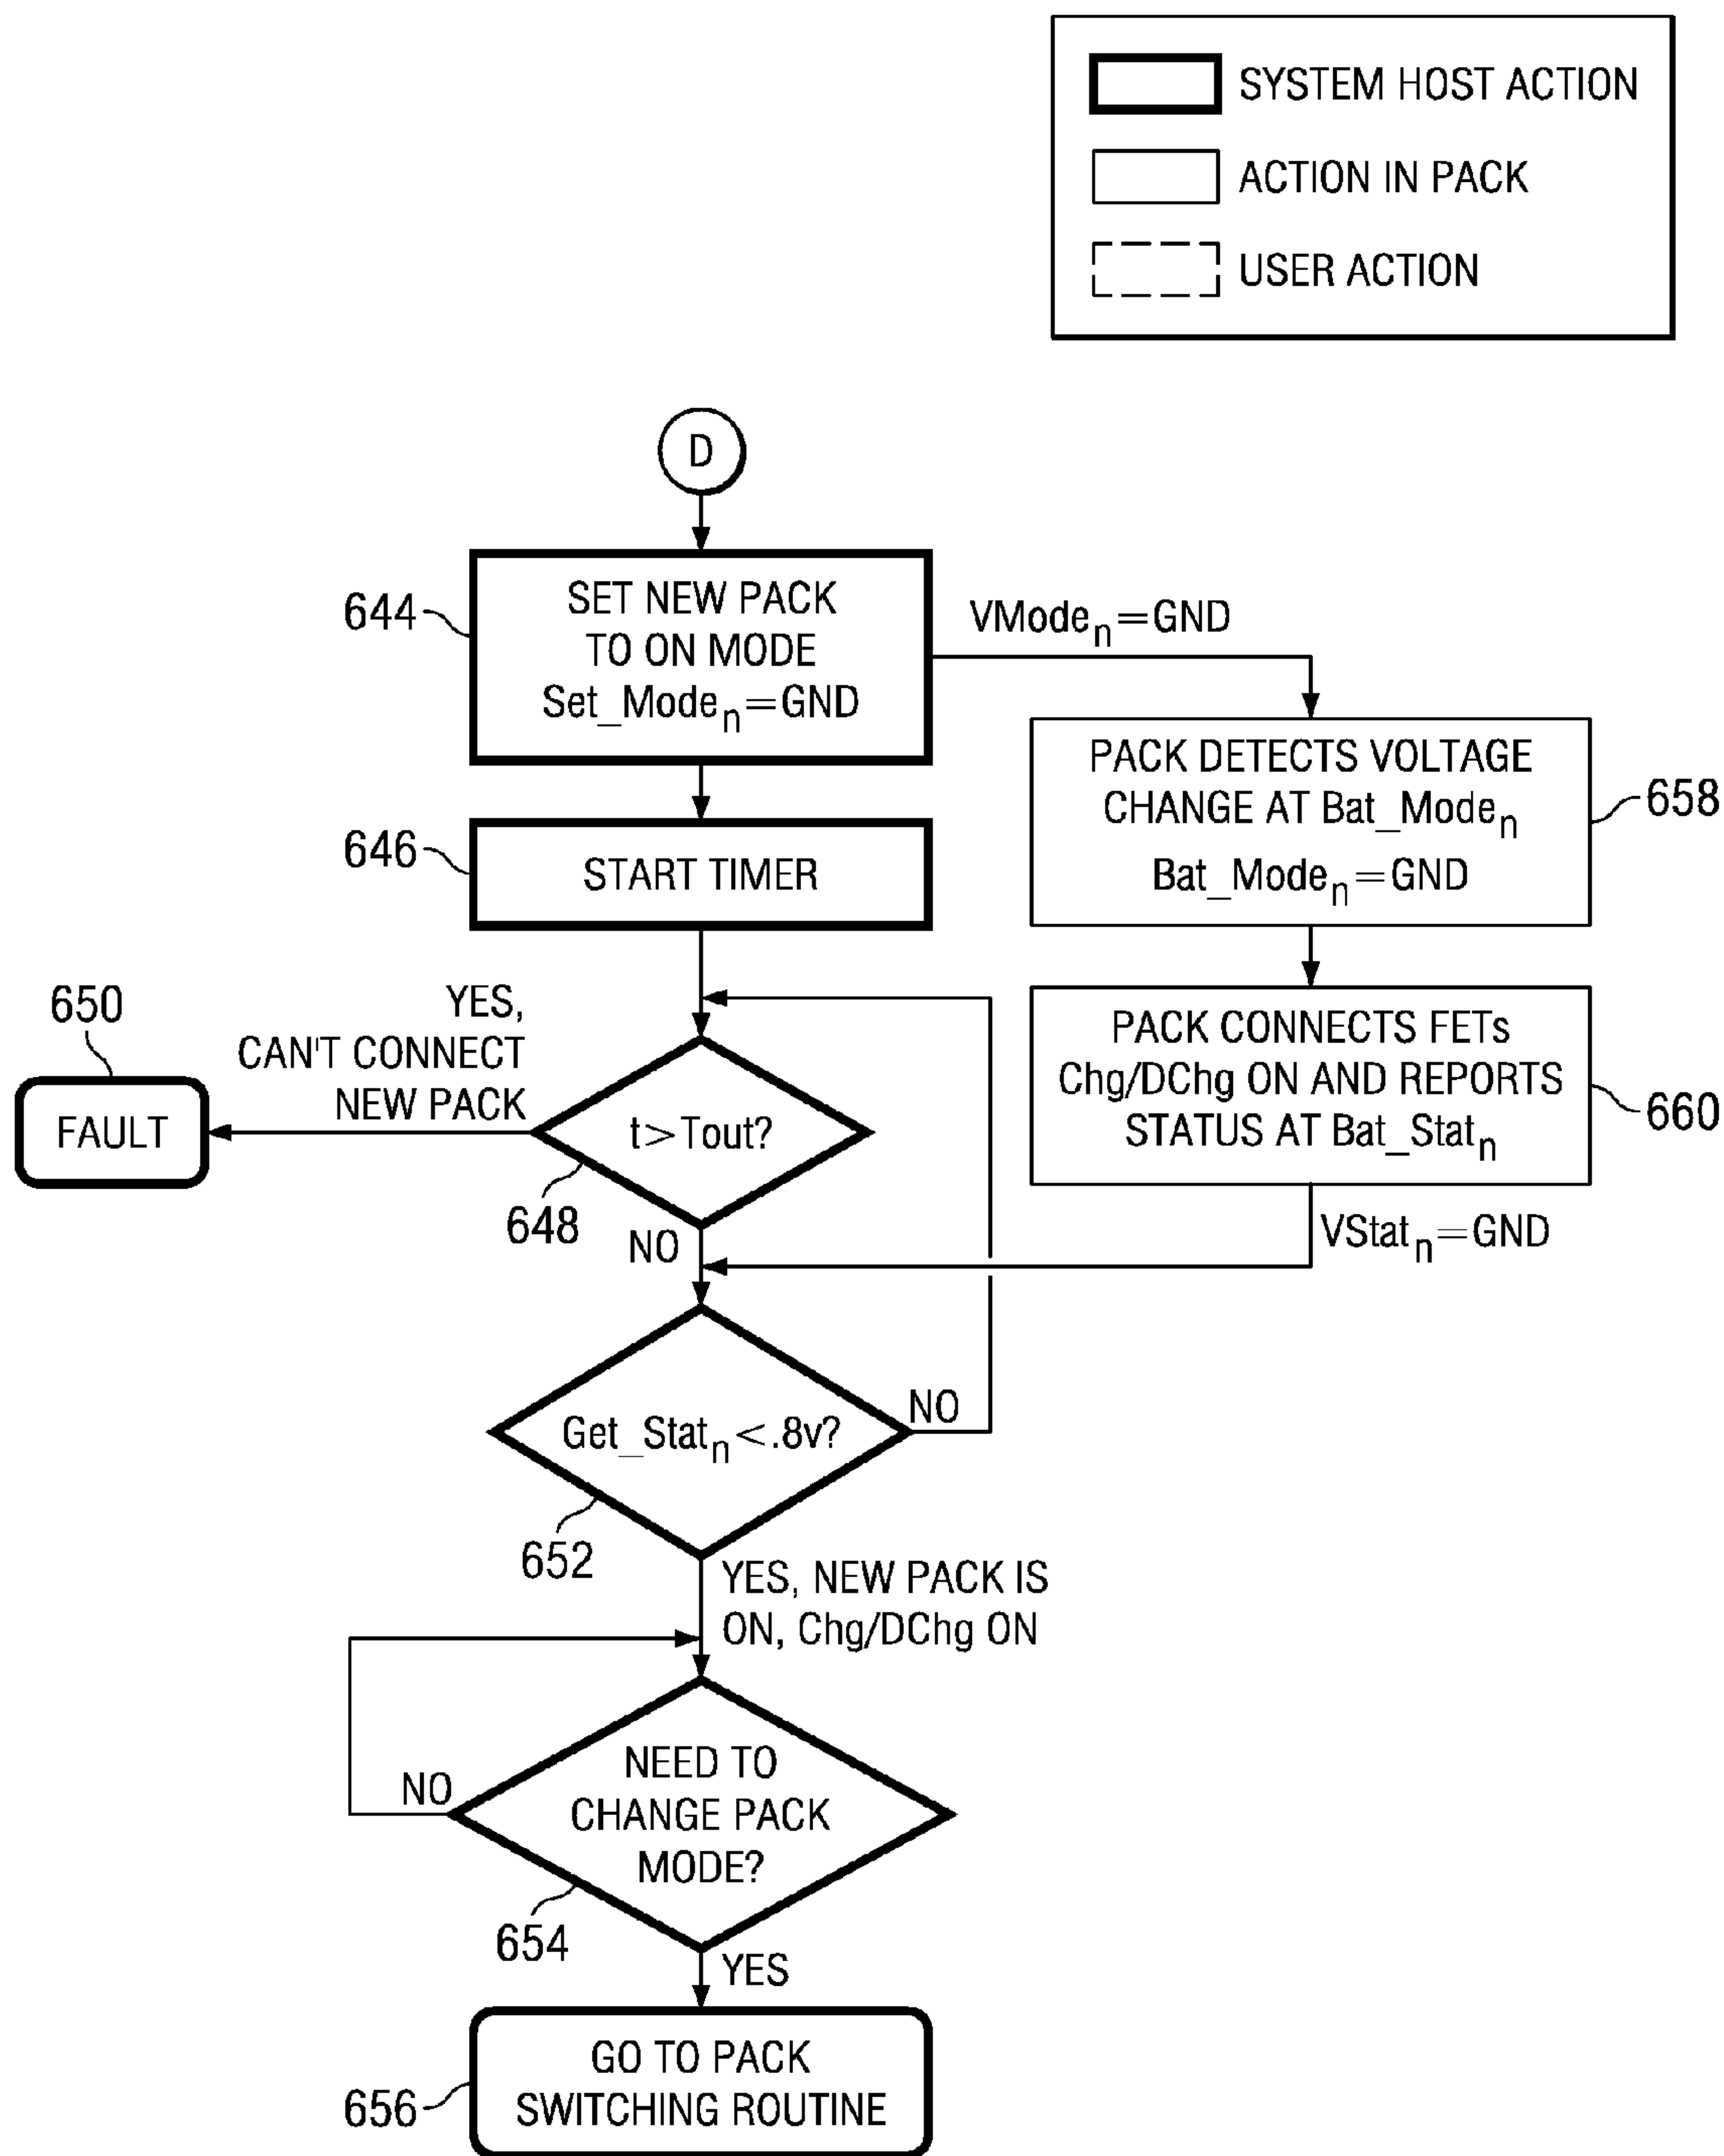 SYSTEM HOST ACTION
ACTION IN PACK
USER ACTION
D
644
SET NEW PACK
TO ON MODE
Set_Moden=GND
VModen=GND
646
START TIMER
PACK DETECTS VOLTAGE
CHANGE AT Bat_Moden
Bat_Moden=GND
658
650
FAULT
YES,
CAN'T CONNECT
NEW PACK
t>Tout?
648
NO
PACK CONNECTS FETs
Chg/DChg ON AND REPORTS
STATUS AT Bat_Statn
660
VStatn=GND
Get_Statn<.8v?
NO
652
YES, NEW PACK IS
ON, Chg/DChg ON
NO
NEED TO
CHANGE PACK
MODE?
654
YES
656
GO TO PACK
SWITCHING ROUTINE